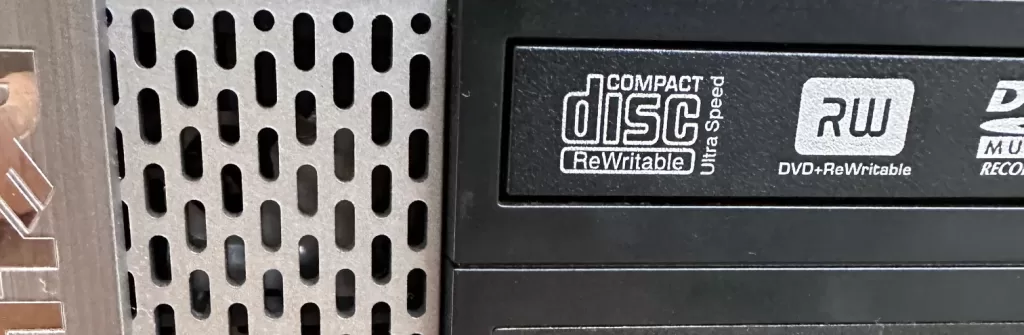 COMPACT
disc
ReWritable
Ultra Speed
RW
DVD+ReWritable